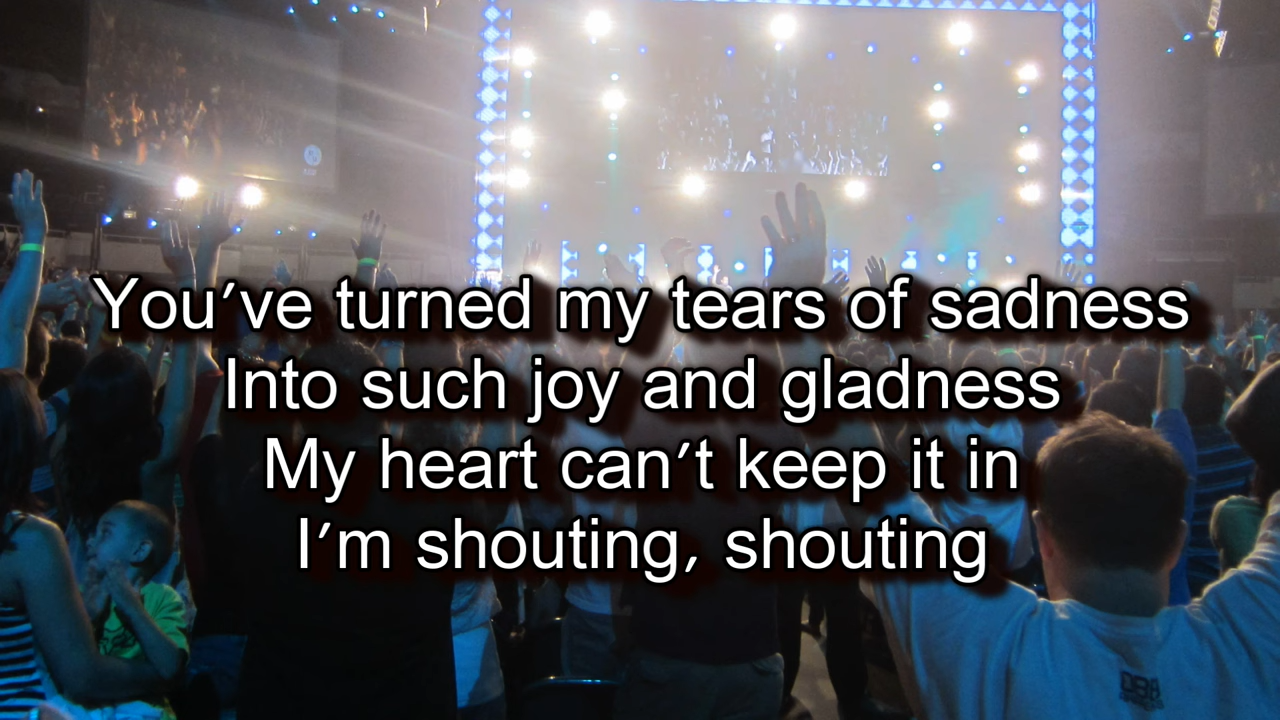 You've turned my tears of sadness
Into such joy and gladness
My heart can't keep it in
I'm shouting, shouting